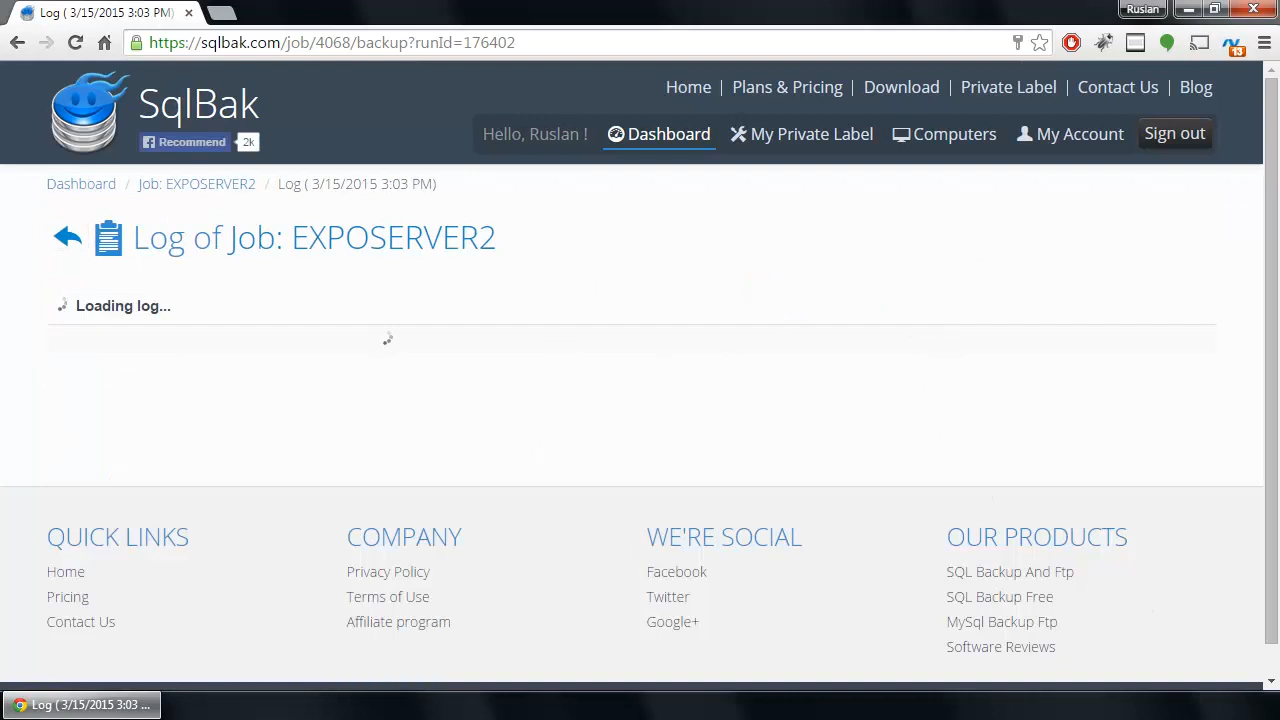 Log ( 3/15/2015 3:03 PM)
Ruslan
https://sqlbak.com/job/4068/backup?runId=176402
13
SqlBak
Recommend 2k
Home Plans & Pricing Download Private Label Contact Us Blog
Hello, Ruslan ! Dashboard My Private Label Computers My Account Sign out
Dashboard / Job: EXPOSERVER2 / Log ( 3/15/2015 3:03 PM)
Log of Job: EXPOSERVER2
Loading log...
QUICK LINKS
Home
Pricing
Contact Us
COMPANY
Privacy Policy
Terms of Use
Affiliate program
WE'RE SOCIAL
Facebook
Twitter
Google+
OUR PRODUCTS
SQL Backup And Ftp
SQL Backup Free
MySql Backup Ftp
Software Reviews
Log ( 3/15/2015 3:03 ...